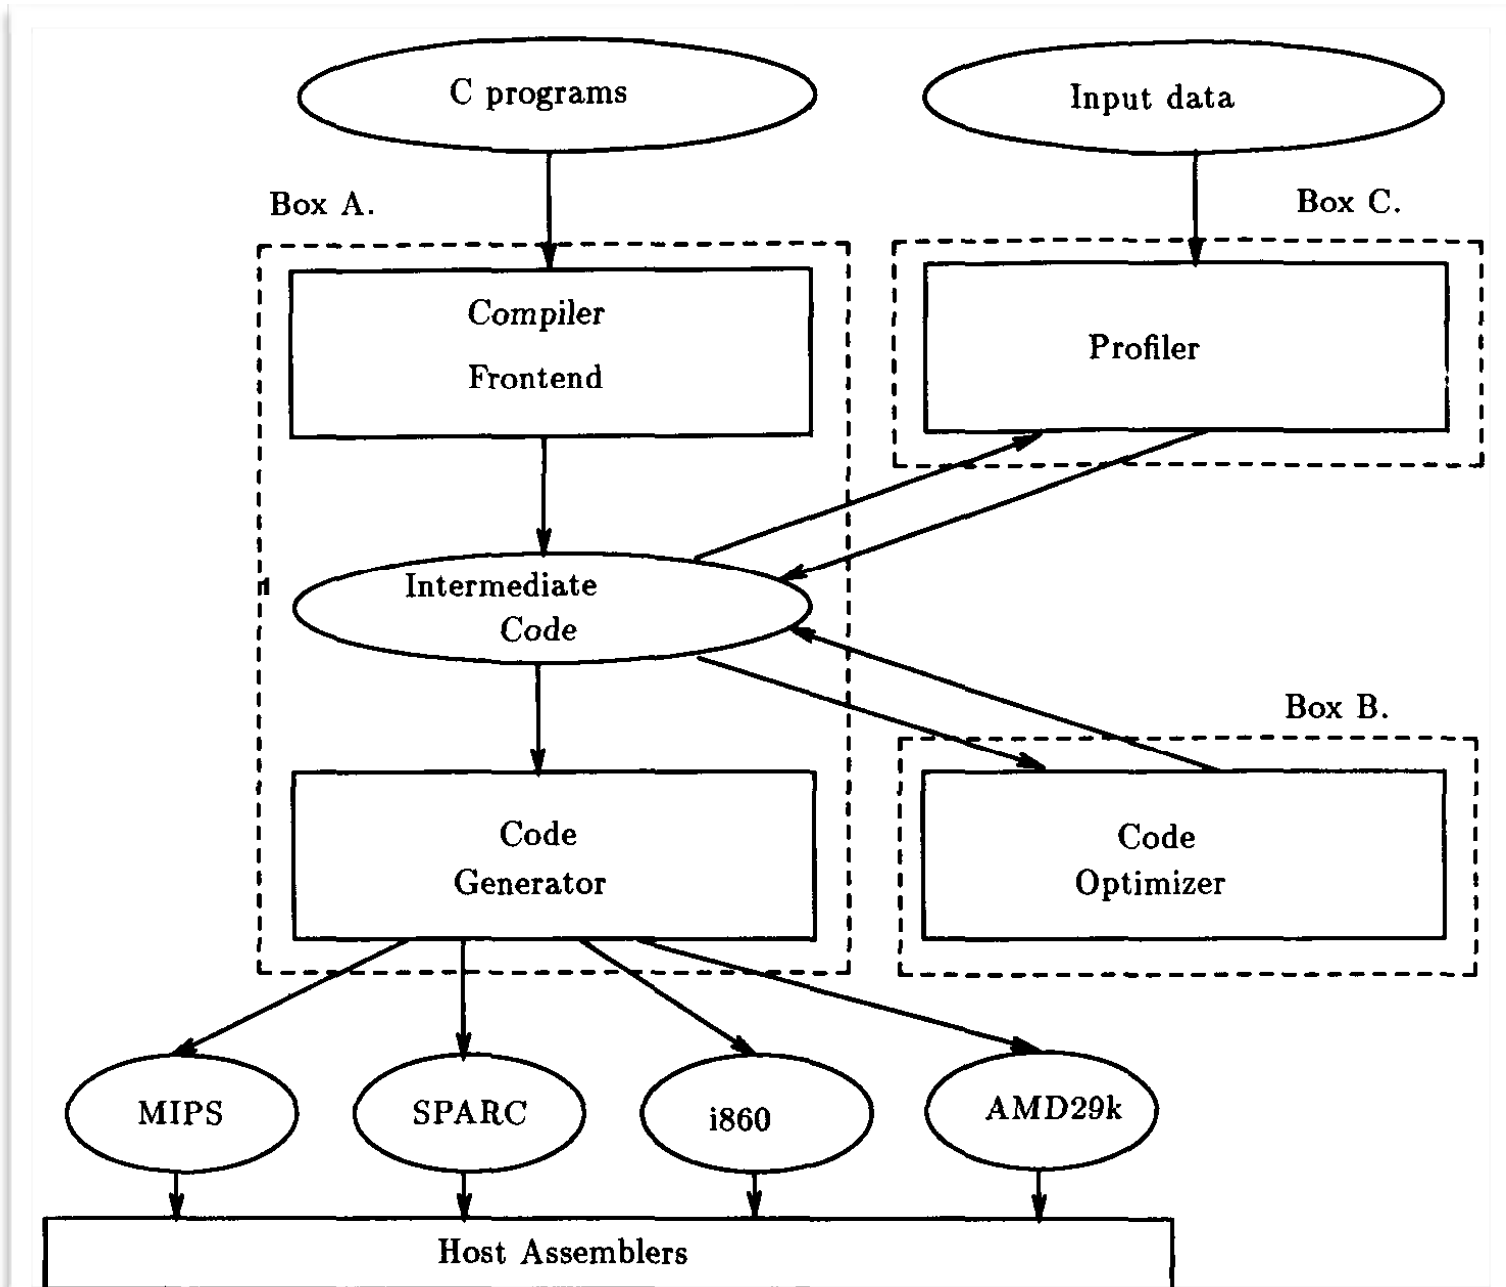 C programs
Input data
Box A.
Box C.
Compiler
Frontend
Profiler
Intermediate
Code
Box B.
Code
Generator
Code
Optimizer
MIPS
SPARC
i860
AMD29k
Host Assemblers